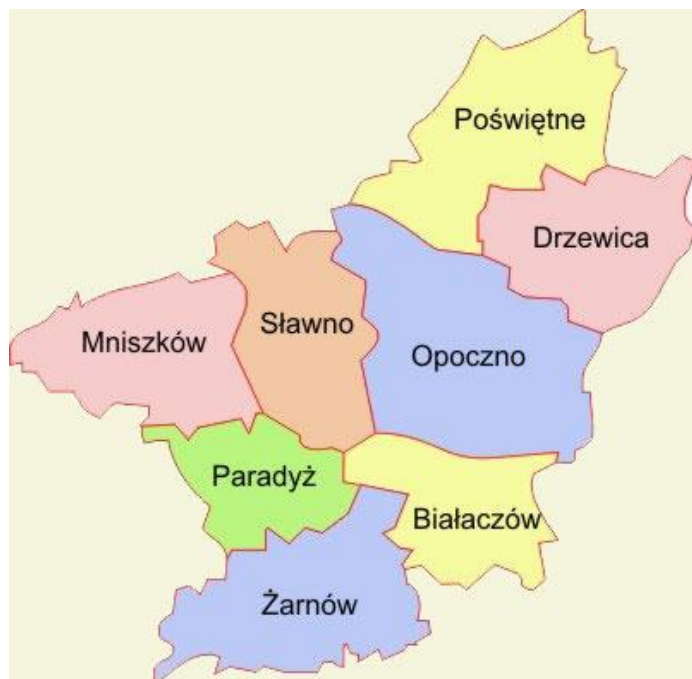 Poświętne
Drzewica
Sławno
Mniszków
Opoczno
Paradyż
Białaczów
Żarnów